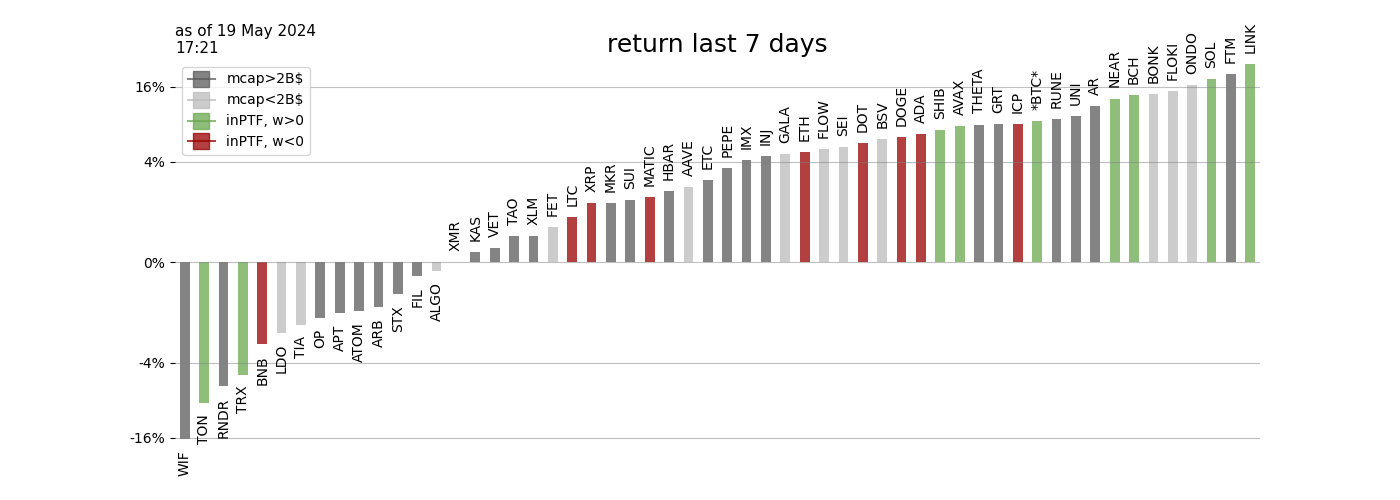 as of 19 May 2024
17:21
return last 7 days
mcap>2B$
mcap<2B$
inPTF, w>0
inPTF, w<0
16%
4%
0%
-4%
-16%
WIF
TON
RNDR
TRX
BNB
LDO
TIA
OP
APT
ATOM
ARB
STX
FIL
ALGO
XMR
KAS
VET
TAO
XLM
FET
LTC
XRP
MKR
SUI
MATIC
HBAR
AAVE
ETC
PEPE
IMX
INJ
GALA
ETH
FLOW
SEI
DOT
BSV
DOGE
ADA
SHIB
AVAX
THETA
GRT
ICP
*BTC*
RUNE
UNI
AR
NEAR
BCH
BONK
FLOKI
ONDO
SOL
FTM
LINK